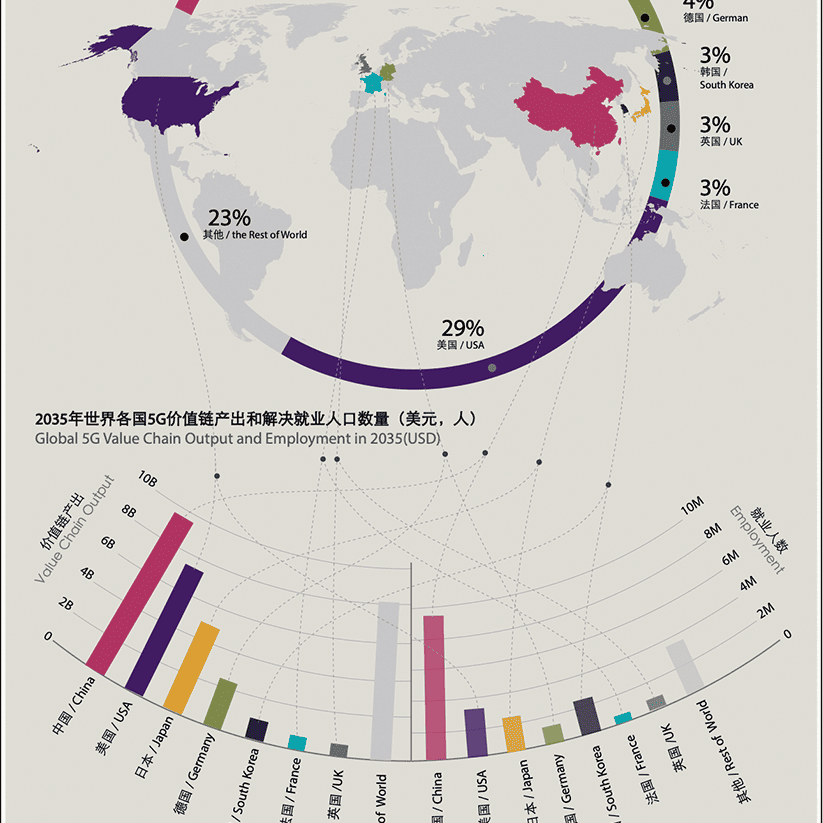 4%
德国 / German
3%
韩国 /
South Korea
3%
英国 / UK
3%
法国 / France
23%
其他 / the Rest of World
29%
美国 / USA
2035年世界各国5G价值链产出和解决就业人口数量（美元，人）
Global 5G Value Chain Output and Employment in 2035(USD)
价值链产出
Value Chain Output
10B
8B
6B
4B
2B
0
就业人数
Employment
10M
8M
6M
4M
2M
0
中国 / China
美国 / USA
日本 / Japan
德国 / Germany
/ South Korea
法国 / France
英国 /UK
of World
国 / China
美国 / USA
日本 / Japan
国 / Germany
/ South Korea
法国 / France
英国 /UK
其他 / Rest of World